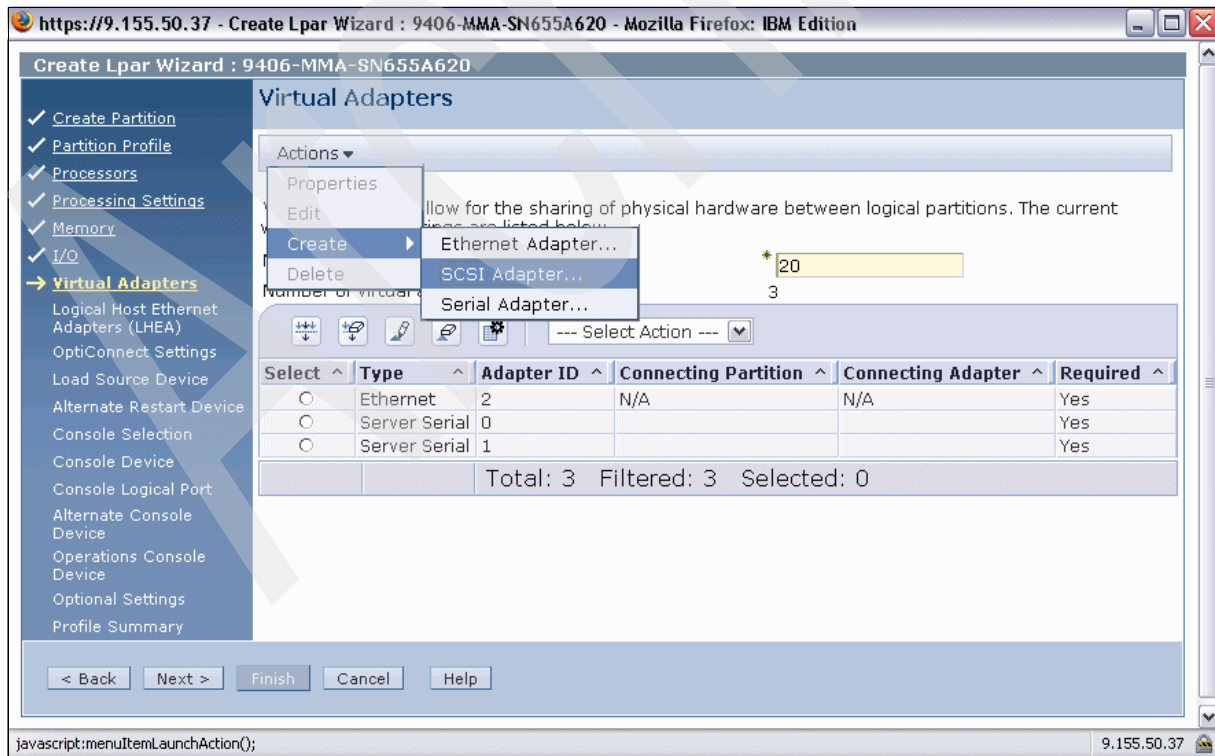 https://9.155.50.37 - Create Lpar Wizard : 9406-MMA-SN655A620 - Mozilla Firefox: IBM Edition
Create Lpar Wizard : 9406-MMA-SN655A620
Create Partition
Partition Profile
Processors
Processing Settings
Memory
I/O
Virtual Adapters
Logical Host Ethernet
Adapters (LHEA)
OptiConnect Settings
Load Source Device
Alternate Restart Device
Console Selection
Console Device
Console Logical Port
Alternate Console
Device
Operations Console
Device
Optional Settings
Profile Summary
Virtual Adapters
Actions
Properties
Edit
Create
Delete
Ethernet Adapter...
SCSI Adapter...
Serial Adapter...
llow for the sharing of physical hardware between logical partitions. The current
* 20
Number of virtual
3
--- Select Action ---
Select ^ Type ^ Adapter ID ^ Connecting Partition ^ Connecting Adapter ^ Required ^
Ethernet 2 N/A N/A Yes
Server Serial 0 Yes
Server Serial 1 Yes
Total: 3 Filtered: 3 Selected: 0
< Back Next > Finish Cancel Help
javascript:menuItemLaunchAction(); 9.155.50.37